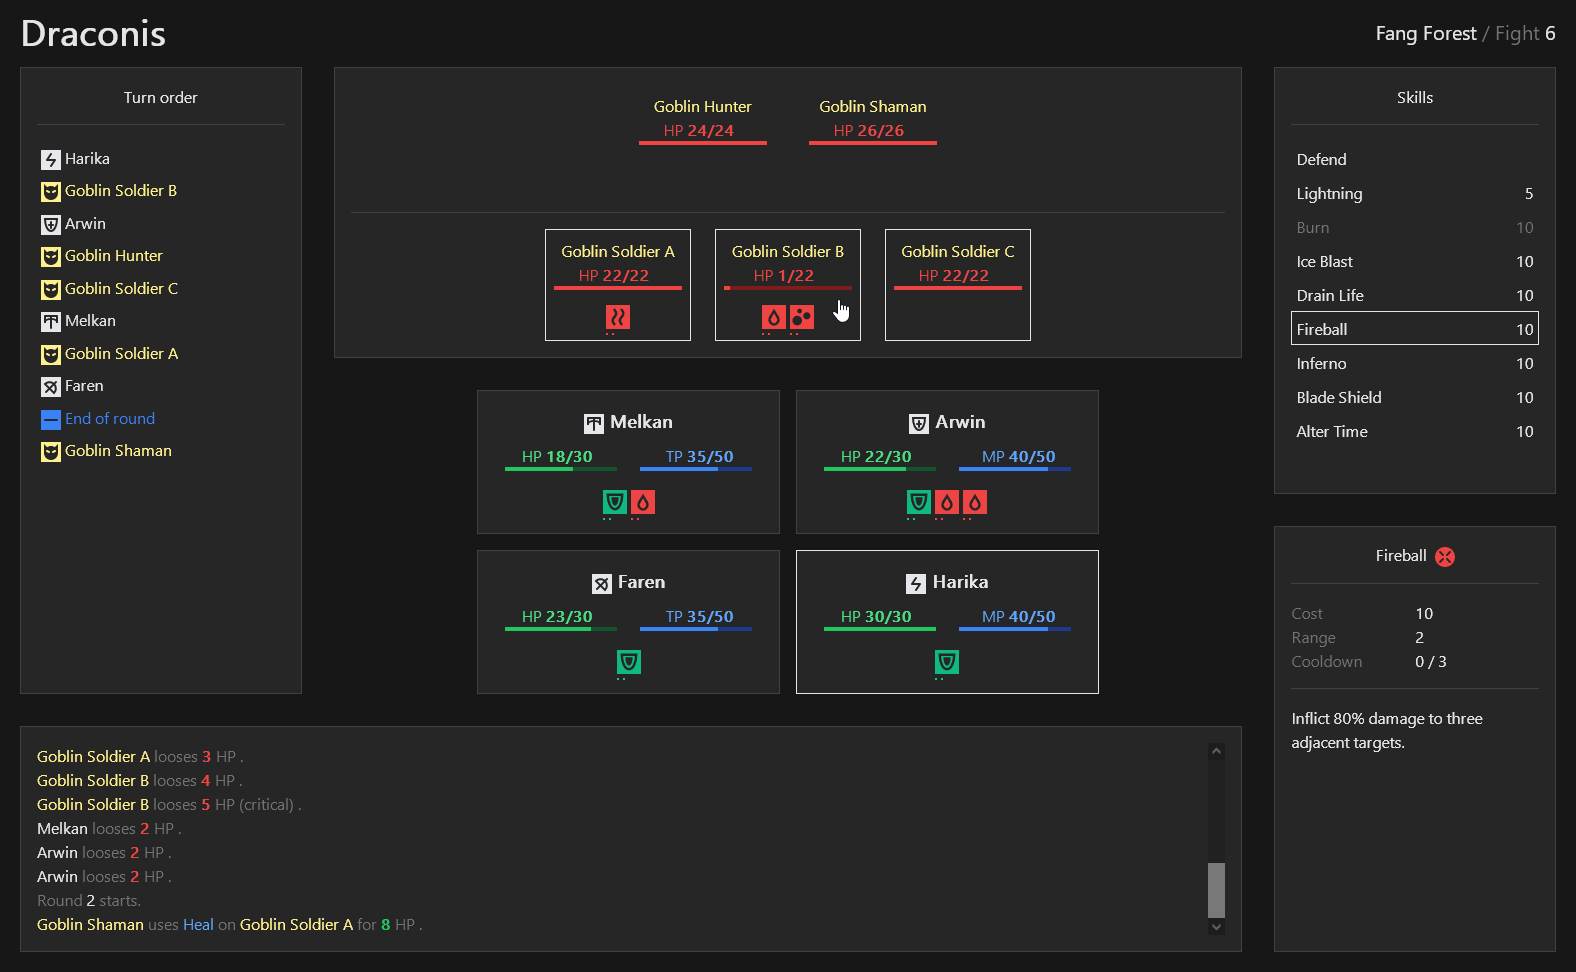 Draconis
Fang Forest / Fight 6
Turn order
Harika
Goblin Soldier B
Arwin
Goblin Hunter
Goblin Soldier C
Melkan
Goblin Soldier A
Faren
End of round
Goblin Shaman
Goblin Hunter
HP 24/24
Goblin Shaman
HP 26/26
Goblin Soldier A
HP 22/22
Goblin Soldier B
HP 1/22
Goblin Soldier C
HP 22/22
Melkan
HP 18/30 TP 35/50
Arwin
HP 22/30 MP 40/50
Faren
HP 23/30 TP 35/50
Harika
HP 30/30 MP 40/50
Skills
Defend
Lightning 5
Burn 10
Ice Blast 10
Drain Life 10
Fireball 10
Inferno 10
Blade Shield 10
Alter Time 10
Fireball
Cost 10
Range 2
Cooldown 0 / 3
Inflict 80% damage to three
adjacent targets.
Goblin Soldier A looses 3 HP .
Goblin Soldier B looses 4 HP .
Goblin Soldier B looses 5 HP (critical) .
Melkan looses 2 HP .
Arwin looses 2 HP .
Arwin looses 2 HP .
Round 2 starts.
Goblin Shaman uses Heal on Goblin Soldier A for 8 HP .